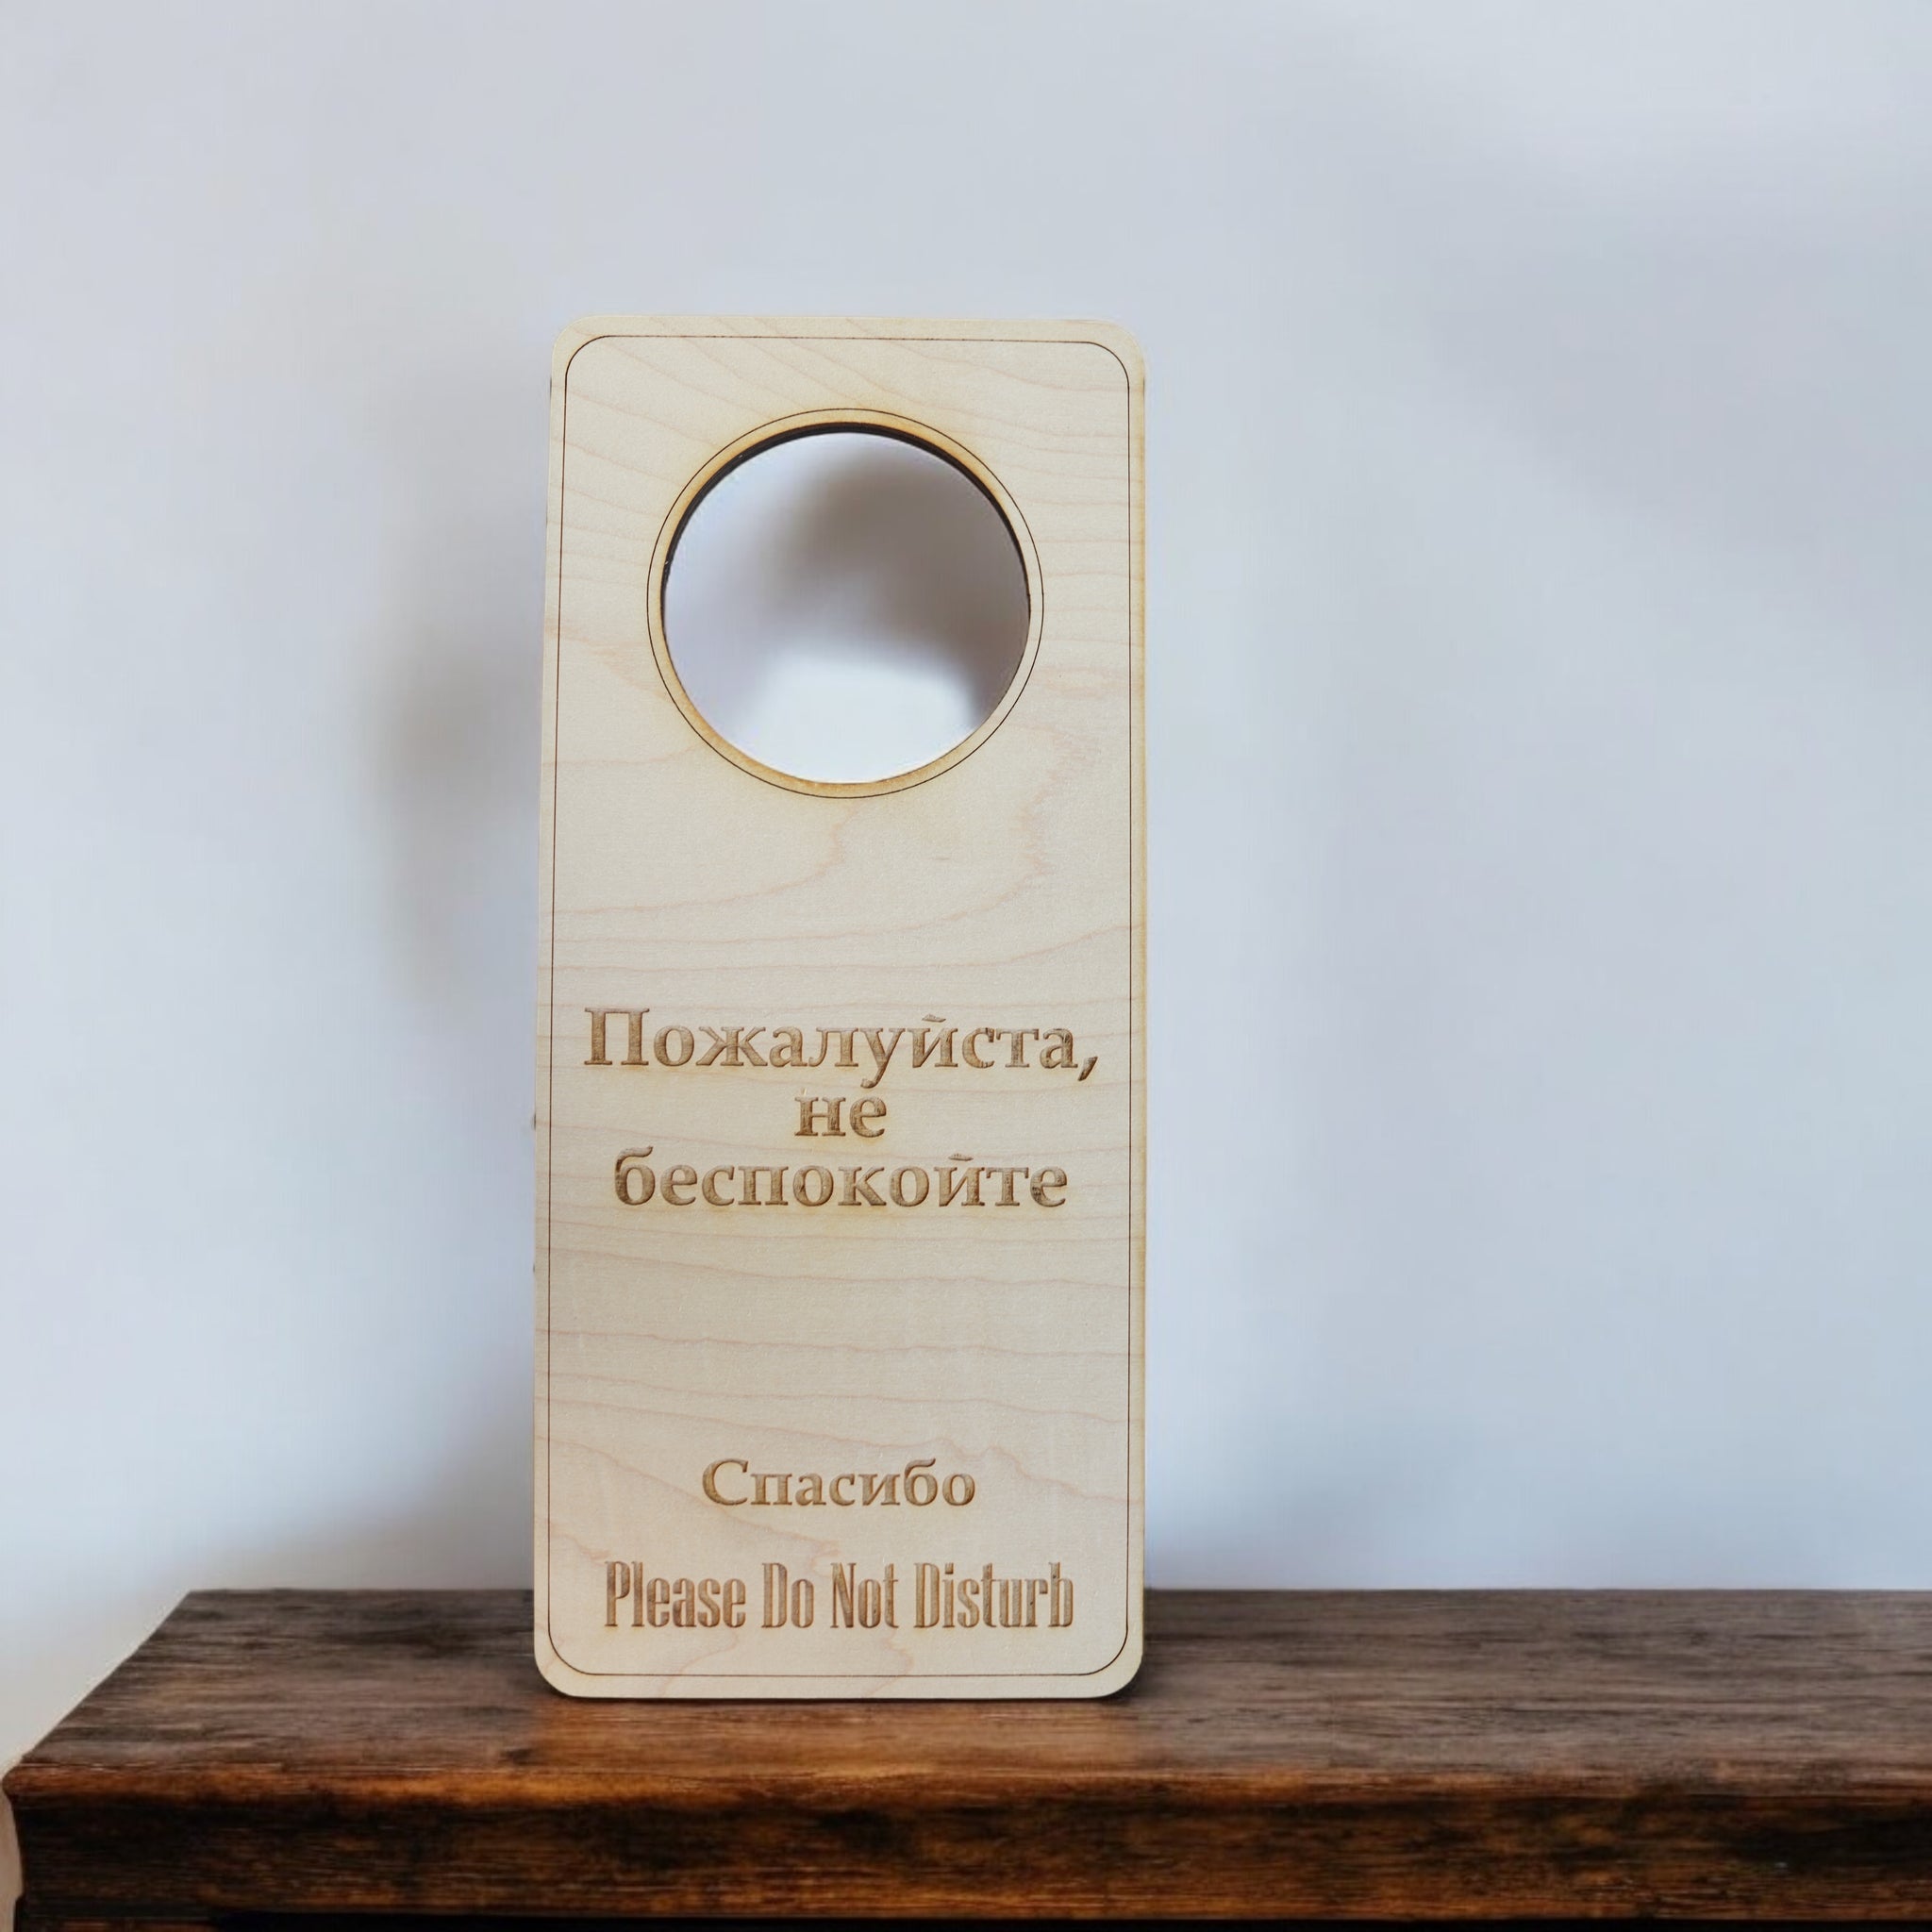 Пожалуйста,
не
беспокойте
Спасибо
Please Do Not Disturb